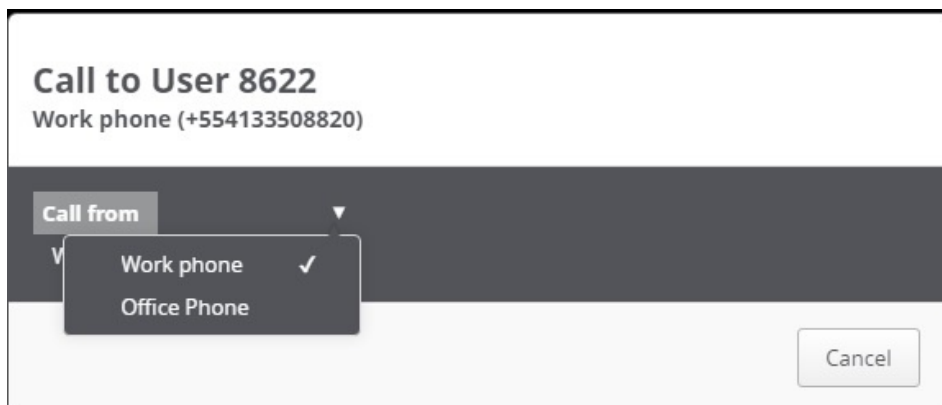 Call to User 8622
Work phone (+554133508820)
Call from
Work phone
Office Phone
Cancel